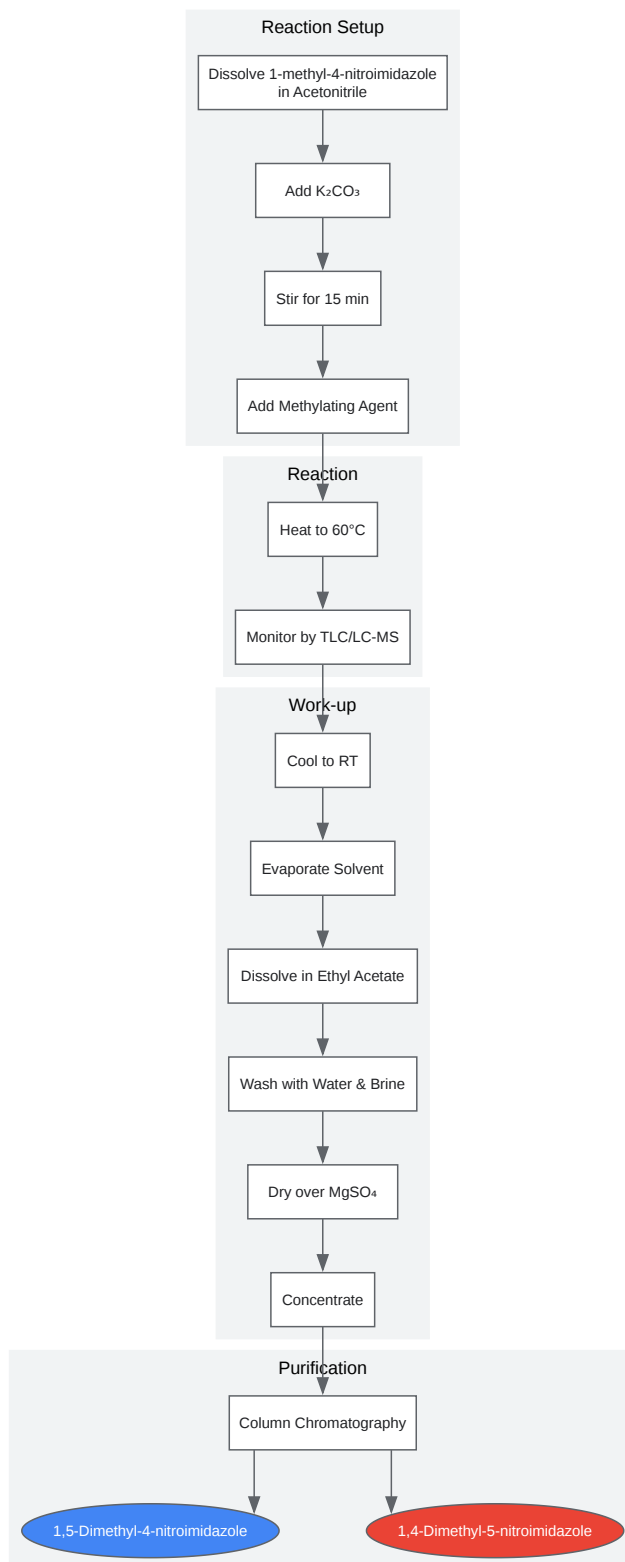 Reaction Setup
Dissolve 1-methyl-4-nitroimidazole
in Acetonitrile
Add K₂CO₃
Stir for 15 min
Add Methylating Agent
Reaction
Heat to 60°C
Monitor by TLC/LC-MS
Work-up
Cool to RT
Evaporate Solvent
Dissolve in Ethyl Acetate
Wash with Water & Brine
Dry over MgSO₄
Concentrate
Purification
Column Chromatography
1,5-Dimethyl-4-nitroimidazole
1,4-Dimethyl-5-nitroimidazole